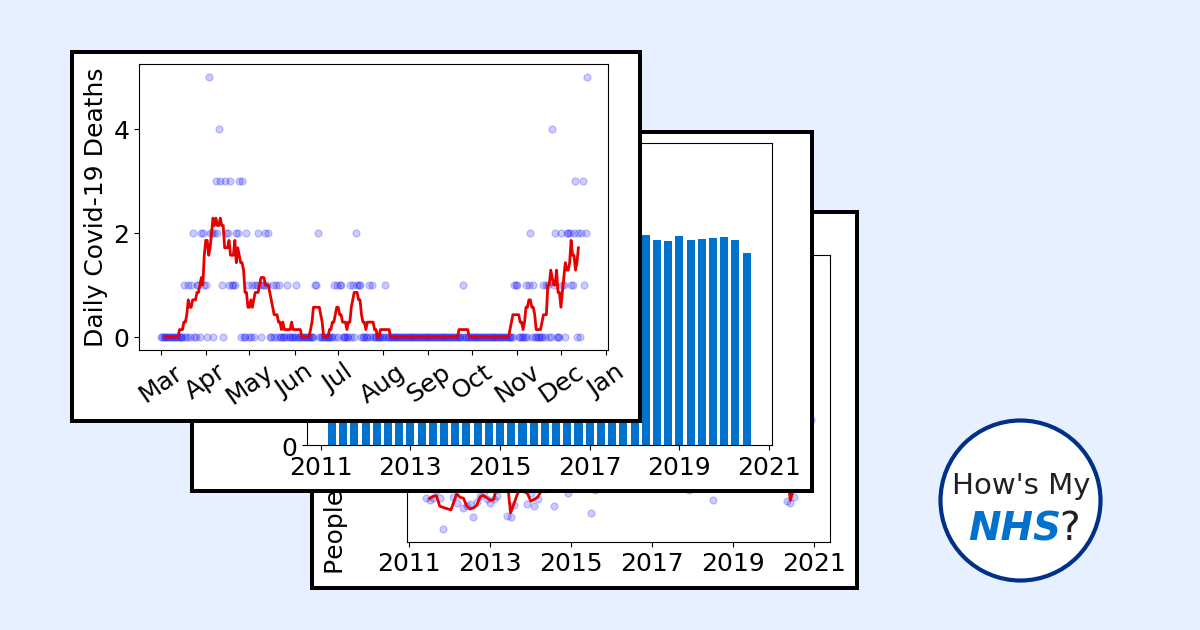 Daily Covid-19 Deaths
4
2
0
Mar Apr May Jun Jul Aug Sep Oct Nov Dec Jan
0
2011 2013 2015 2017 2019 2021
People
2011 2013 2015 2017 2019 2021
How's My
NHS?